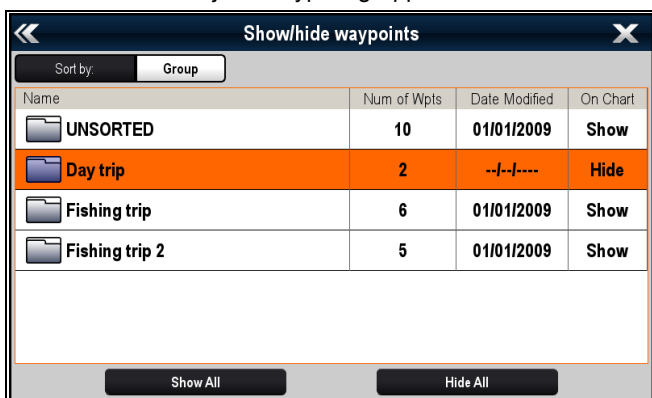 Show/hide waypoints
Sort by: Group
Name Num of Wpts Date Modified On Chart
UNSORTED 10 01/01/2009 Show
Day trip 2 --/--/---- Hide
Fishing trip 6 01/01/2009 Show
Fishing trip 2 5 01/01/2009 Show
Show All Hide All